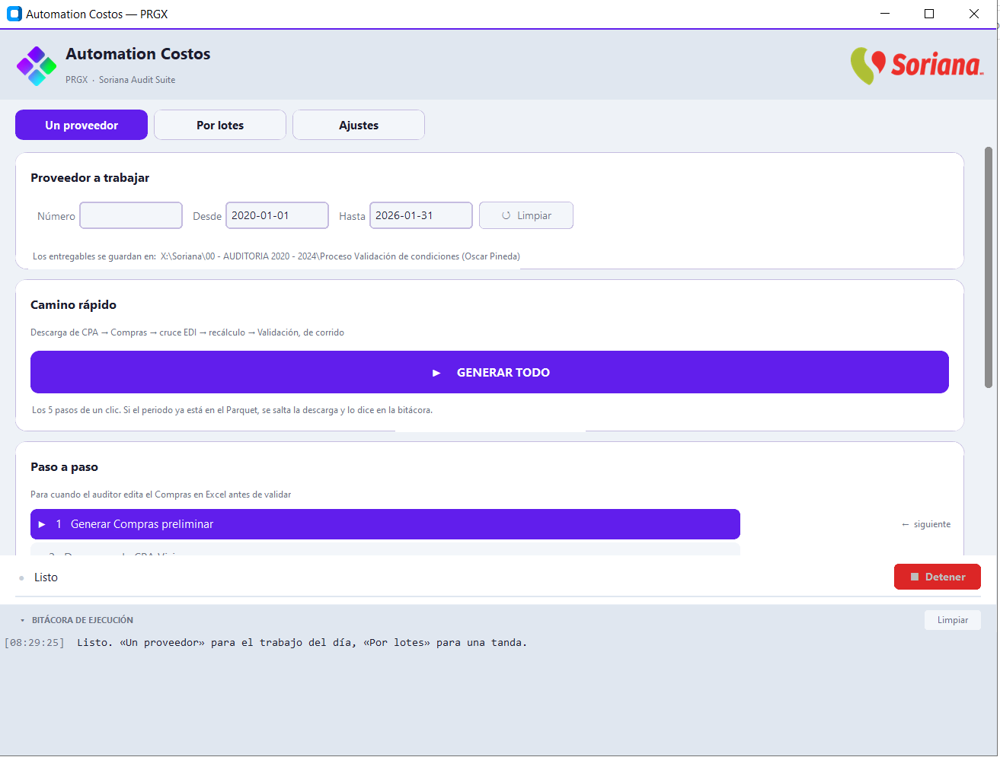 Automation Costos — PRGX
Automation Costos
PRGX · Soriana Audit Suite
Soriana
Un proveedor
Por lotes
Ajustes
Proveedor a trabajar
Número
Desde 2020-01-01
Hasta 2026-01-31
Limpiar
Los entregables se guardan en: X:\Soriana\00 - AUDITORIA 2020 - 2024\Proceso Validación de condiciones (Oscar Pineda)
Camino rápido
Descarga de CPA → Compras → cruce EDI → recálculo → Validación, de corrido
► GENERAR TODO
Los 5 pasos de un clic. Si el periodo ya está en el Parquet, se salta la descarga y lo dice en la bitácora.
Paso a paso
Para cuando el auditor edita el Compras en Excel antes de validar
► 1 Generar Compras preliminar
← siguiente
Listo
Detener
BITÁCORA DE EJECUCIÓN
Limpiar
[08:29:25] Listo. «Un proveedor» para el trabajo del día, «Por lotes» para una tanda.